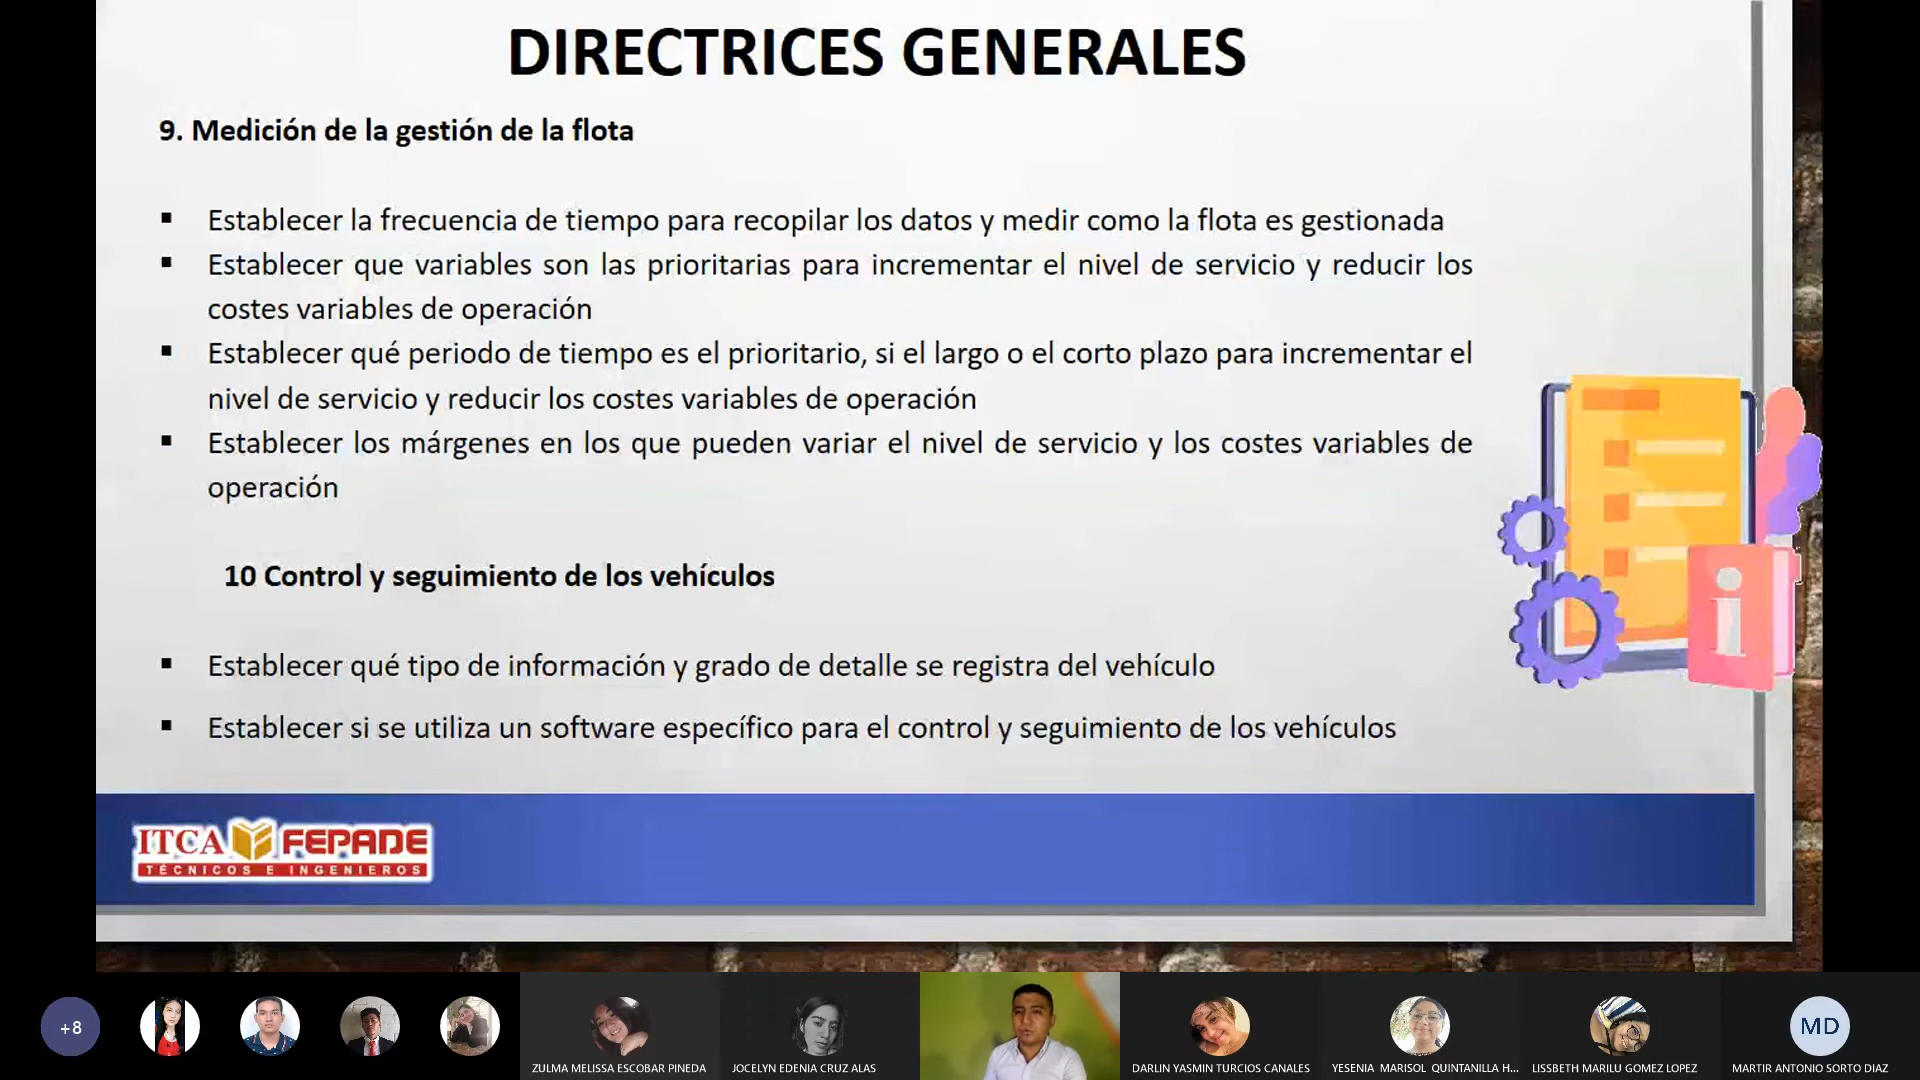 DIRECTRICES GENERALES
9. Medición de la gestión de la flota
▪ Establecer la frecuencia de tiempo para recopilar los datos y medir como la flota es gestionada
▪ Establecer que variables son las prioritarias para incrementar el nivel de servicio y reducir los
costes variables de operación
▪ Establecer qué periodo de tiempo es el prioritario, si el largo o el corto plazo para incrementar el
nivel de servicio y reducir los costes variables de operación
▪ Establecer los márgenes en los que pueden variar el nivel de servicio y los costes variables de
operación
10 Control y seguimiento de los vehículos
▪ Establecer qué tipo de información y grado de detalle se registra del vehículo
▪ Establecer si se utiliza un software específico para el control y seguimiento de los vehículos
i
ITCA FEPADE
TÉCNICOS E INGENIEROS
+8
ZULMA MELISSA ESCOBAR PINEDA
JOCELYN EDENIA CRUZ ALAS
DARLIN YASMIN TURCIOS CANALES
YESENIA MARISOL QUINTANILLA H...
LISSBETH MARILU GOMEZ LOPEZ
MD
MARTIR ANTONIO SORTO DIAZ